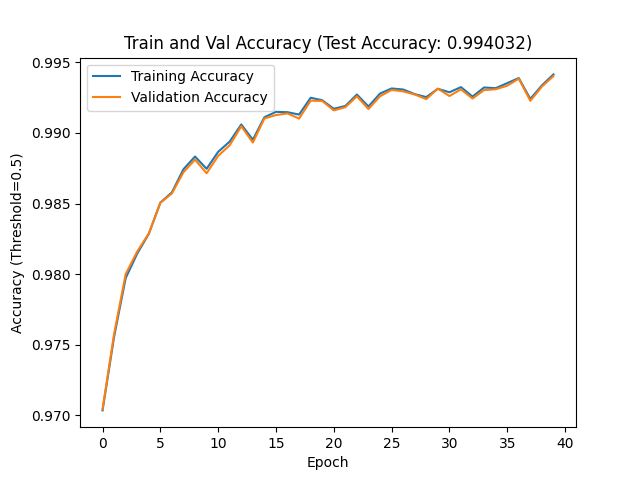 Train and Val Accuracy (Test Accuracy: 0.994032)
Training Accuracy
Validation Accuracy
Accuracy (Threshold=0.5)
0.995
0.990
0.985
0.980
0.975
0.970
0 5 10 15 20 25 30 35 40
Epoch